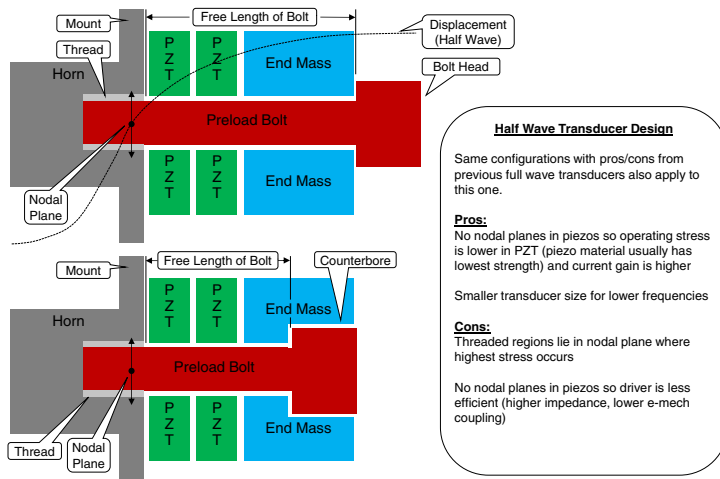 Mount
Free Length of Bolt
Displacement
(Half Wave)
Thread
Horn
P
Z
T
P
Z
T
End Mass
Bolt Head
Preload Bolt
Nodal
Plane
P
Z
T
P
Z
T
End Mass
Mount
Free Length of Bolt
Counterbore
Horn
P
Z
T
P
Z
T
End Mass
Preload Bolt
Thread
Nodal
Plane
P
Z
T
P
Z
T
End Mass
Half Wave Transducer Design
Same configurations with pros/cons from
previous full wave transducers also apply to
this one.
Pros:
No nodal planes in piezos so operating stress
is lower in PZT (piezo material usually has
lowest strength) and current gain is higher
Smaller transducer size for lower frequencies
Cons:
Threaded regions lie in nodal plane where
highest stress occurs
No nodal planes in piezos so driver is less
efficient (higher impedance, lower e-mech
coupling)